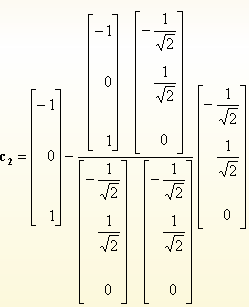 c₂ = [−1 0 1] − ([−1 0 1] [−1/√2 1/√2 0]) / ([−1/√2 1/√2 0] [−1/√2 1/√2 0]) [−1/√2 1/√2 0]